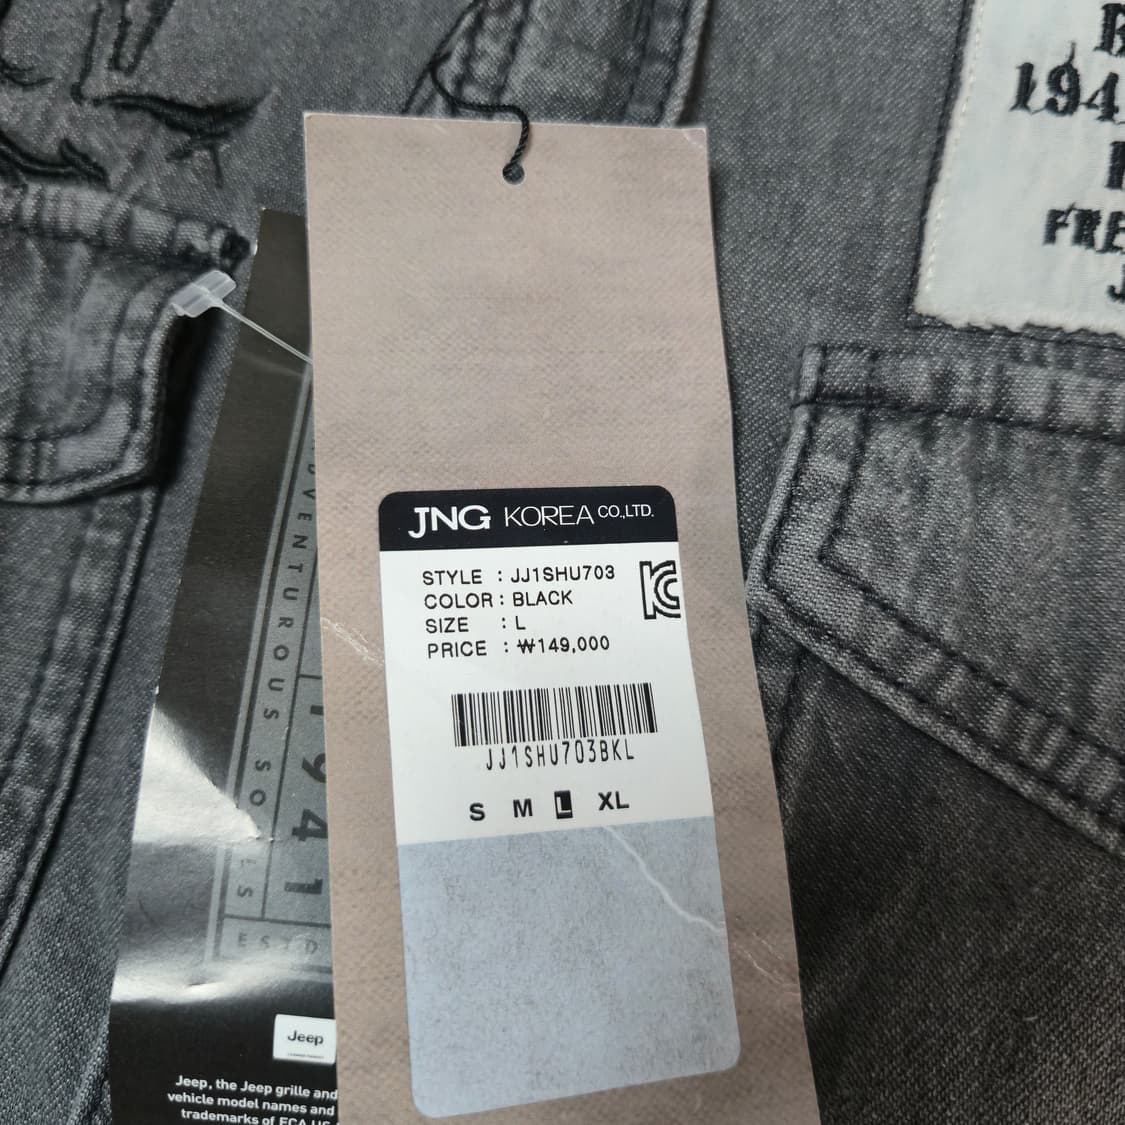 194
FRE
JNG KOREA CO.,LTD.
STYLE : JJ1SHU703
COLOR : BLACK
SIZE : L
PRICE : ₩149,000
JJ1SHU703BKL
S M L XL
ADVENTUROUS SOULS
1941
ESTD
Jeep
Jeep, the Jeep grille and
vehicle model names and
trademarks of FCA US